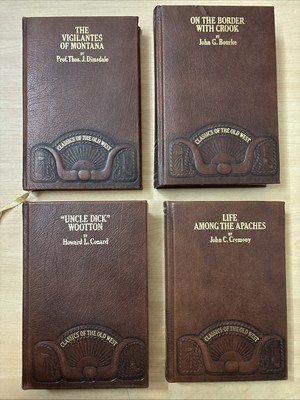 THE
VIGILANTES
OF MONTANA
BY
Prof. Thos. J. Dimsdale
CLASSICS OF THE OLD WEST
ON THE BORDER
WITH CROOK
BY
John G. Bourke
CLASSICS OF THE OLD WEST
"UNCLE DICK"
WOOTTON
BY
Howard L. Conard
CLASSICS OF THE OLD WEST
LIFE
AMONG THE APACHES
BY
John C. Cremony
CLASSICS OF THE OLD WEST